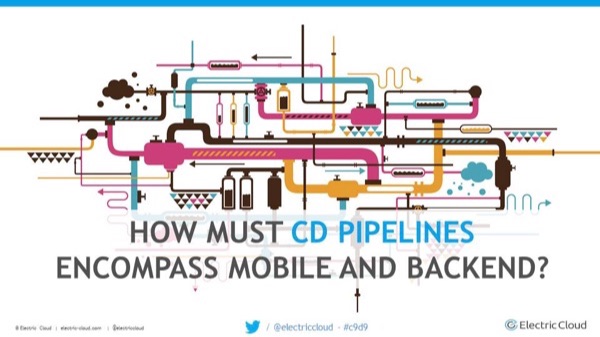 HOW MUST CD PIPELINES
ENCOMPASS MOBILE AND BACKEND?
© Electric Cloud | electric-cloud.com | @electriccloud
/ @electriccloud - #c9d9
Electric Cloud